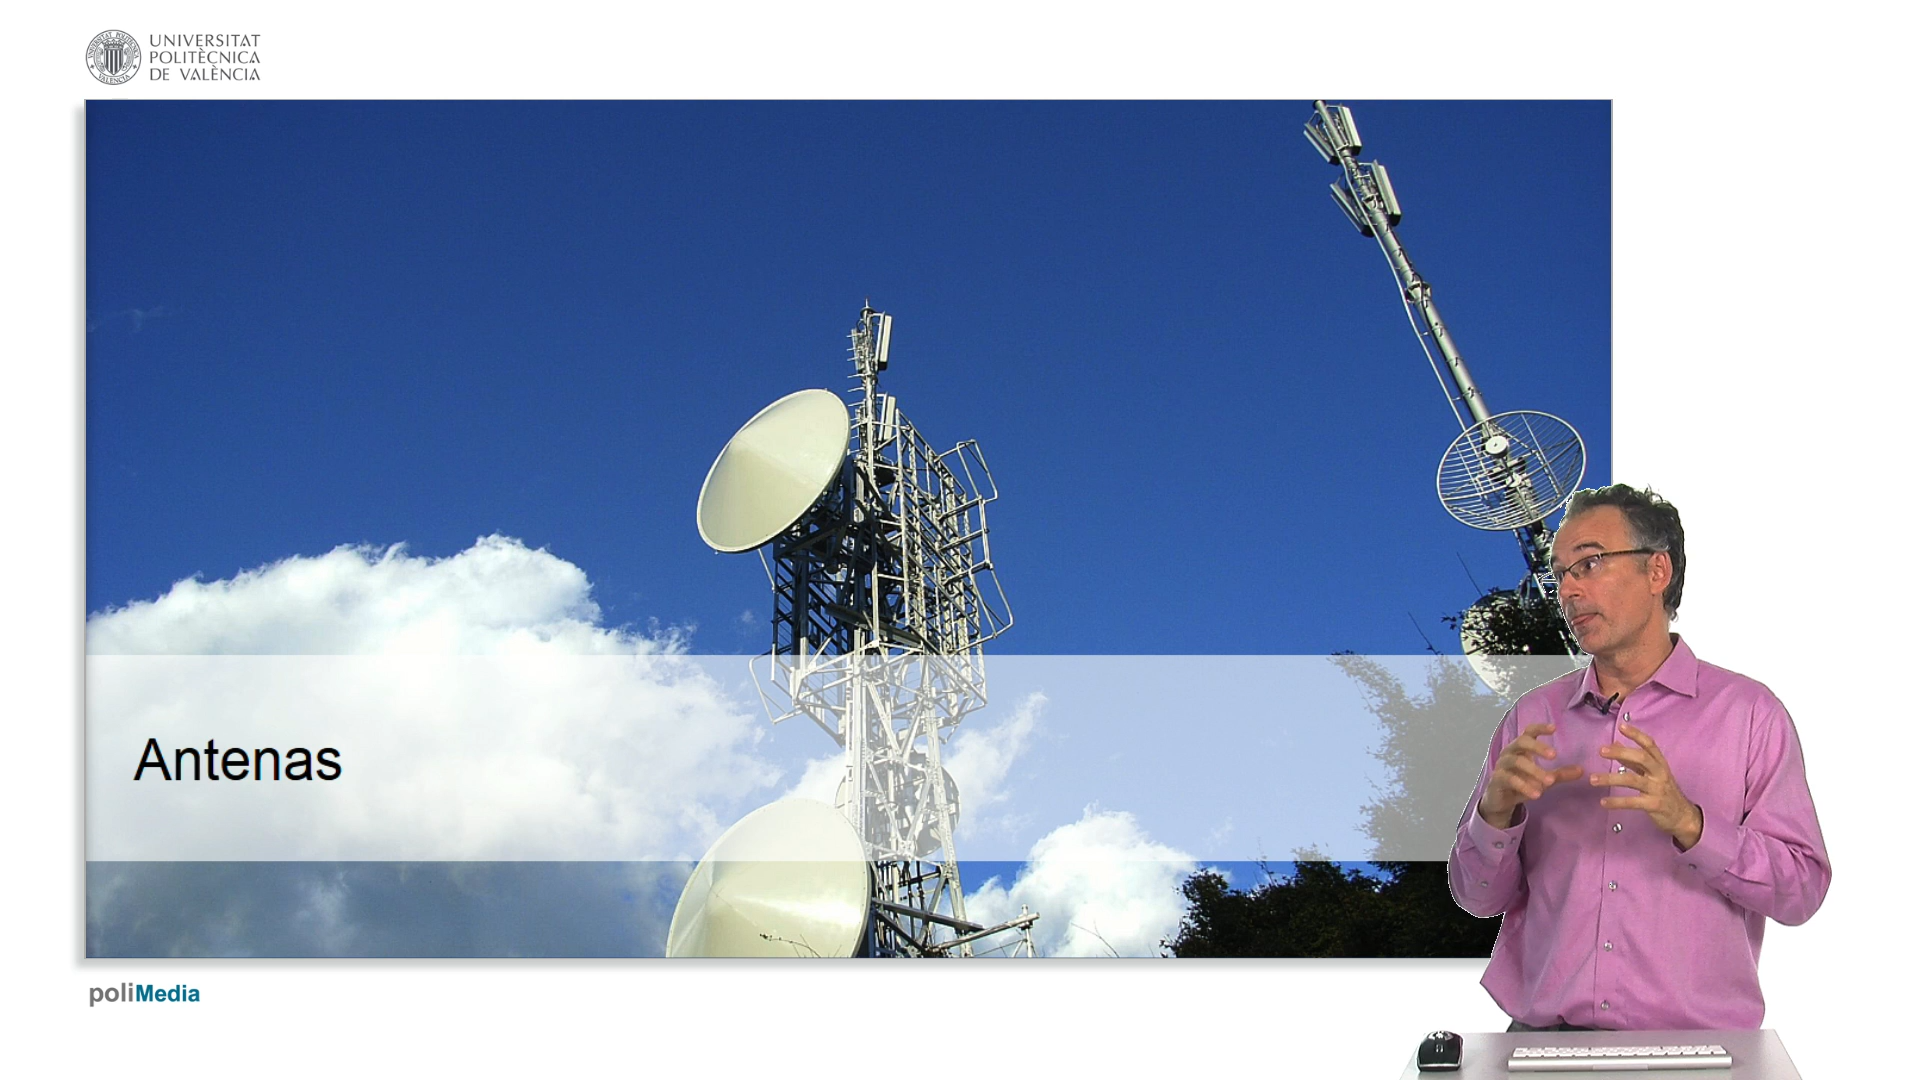 UNIVERSITAT
POLITÈCNICA
DE VALÈNCIA
Antenas
poliMedia